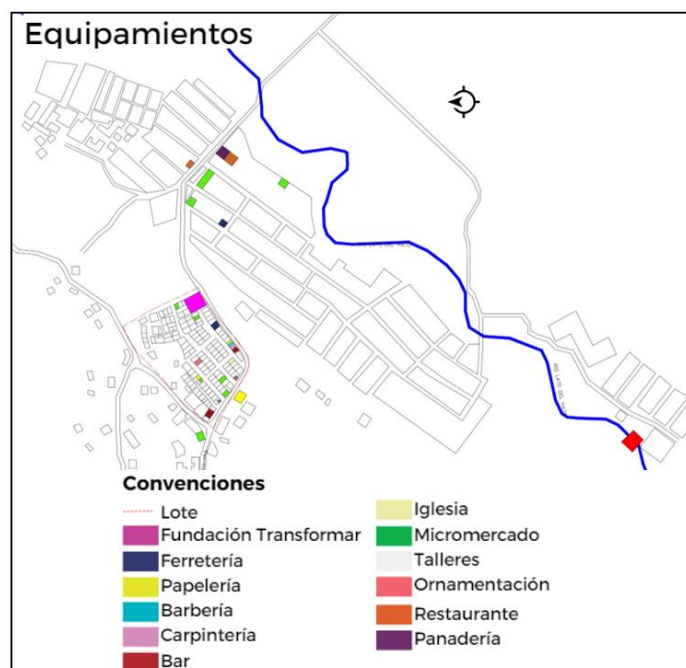 Equipamientos
Convenciones
Lote
Fundación Transformar
Ferretería
Papelería
Barbería
Carpintería
Bar
Iglesia
Micromercado
Talleres
Ornamentación
Restaurante
Panadería